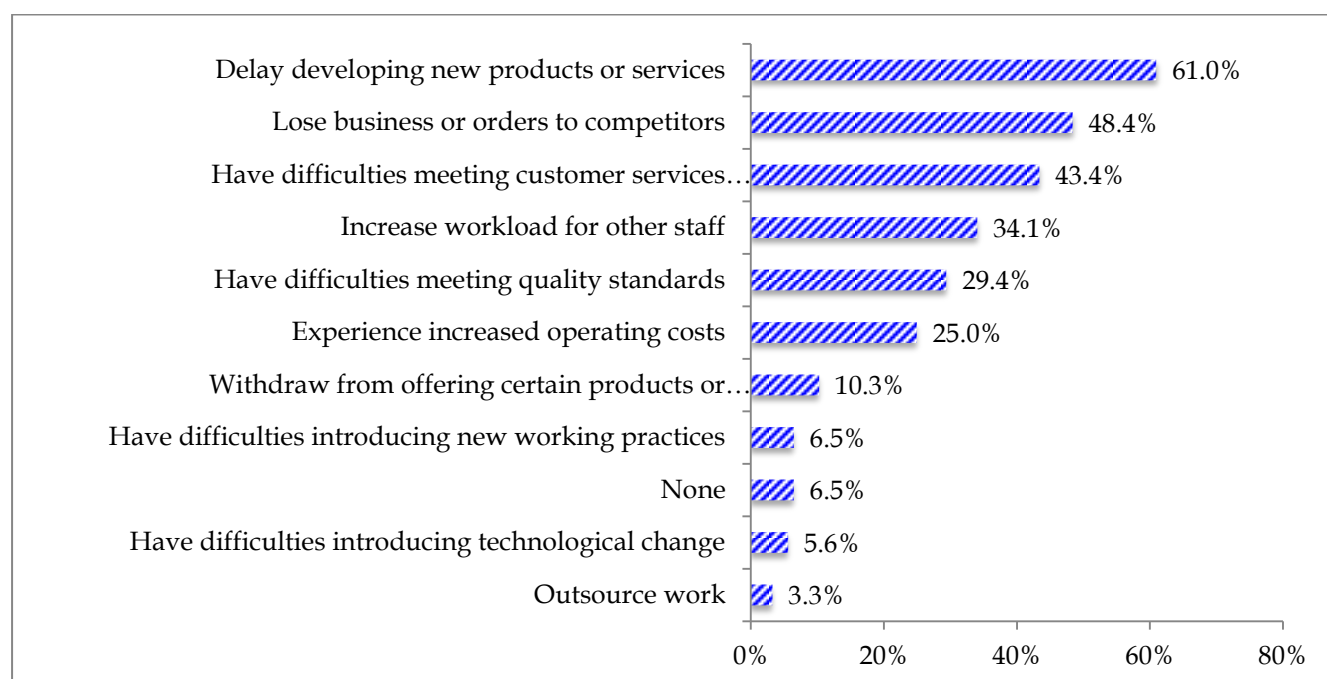 Delay developing new products or services 61.0%
Lose business or orders to competitors 48.4%
Have difficulties meeting customer services… 43.4%
Increase workload for other staff 34.1%
Have difficulties meeting quality standards 29.4%
Experience increased operating costs 25.0%
Withdraw from offering certain products or… 10.3%
Have difficulties introducing new working practices 6.5%
None 6.5%
Have difficulties introducing technological change 5.6%
Outsource work 3.3%
0% 20% 40% 60% 80%